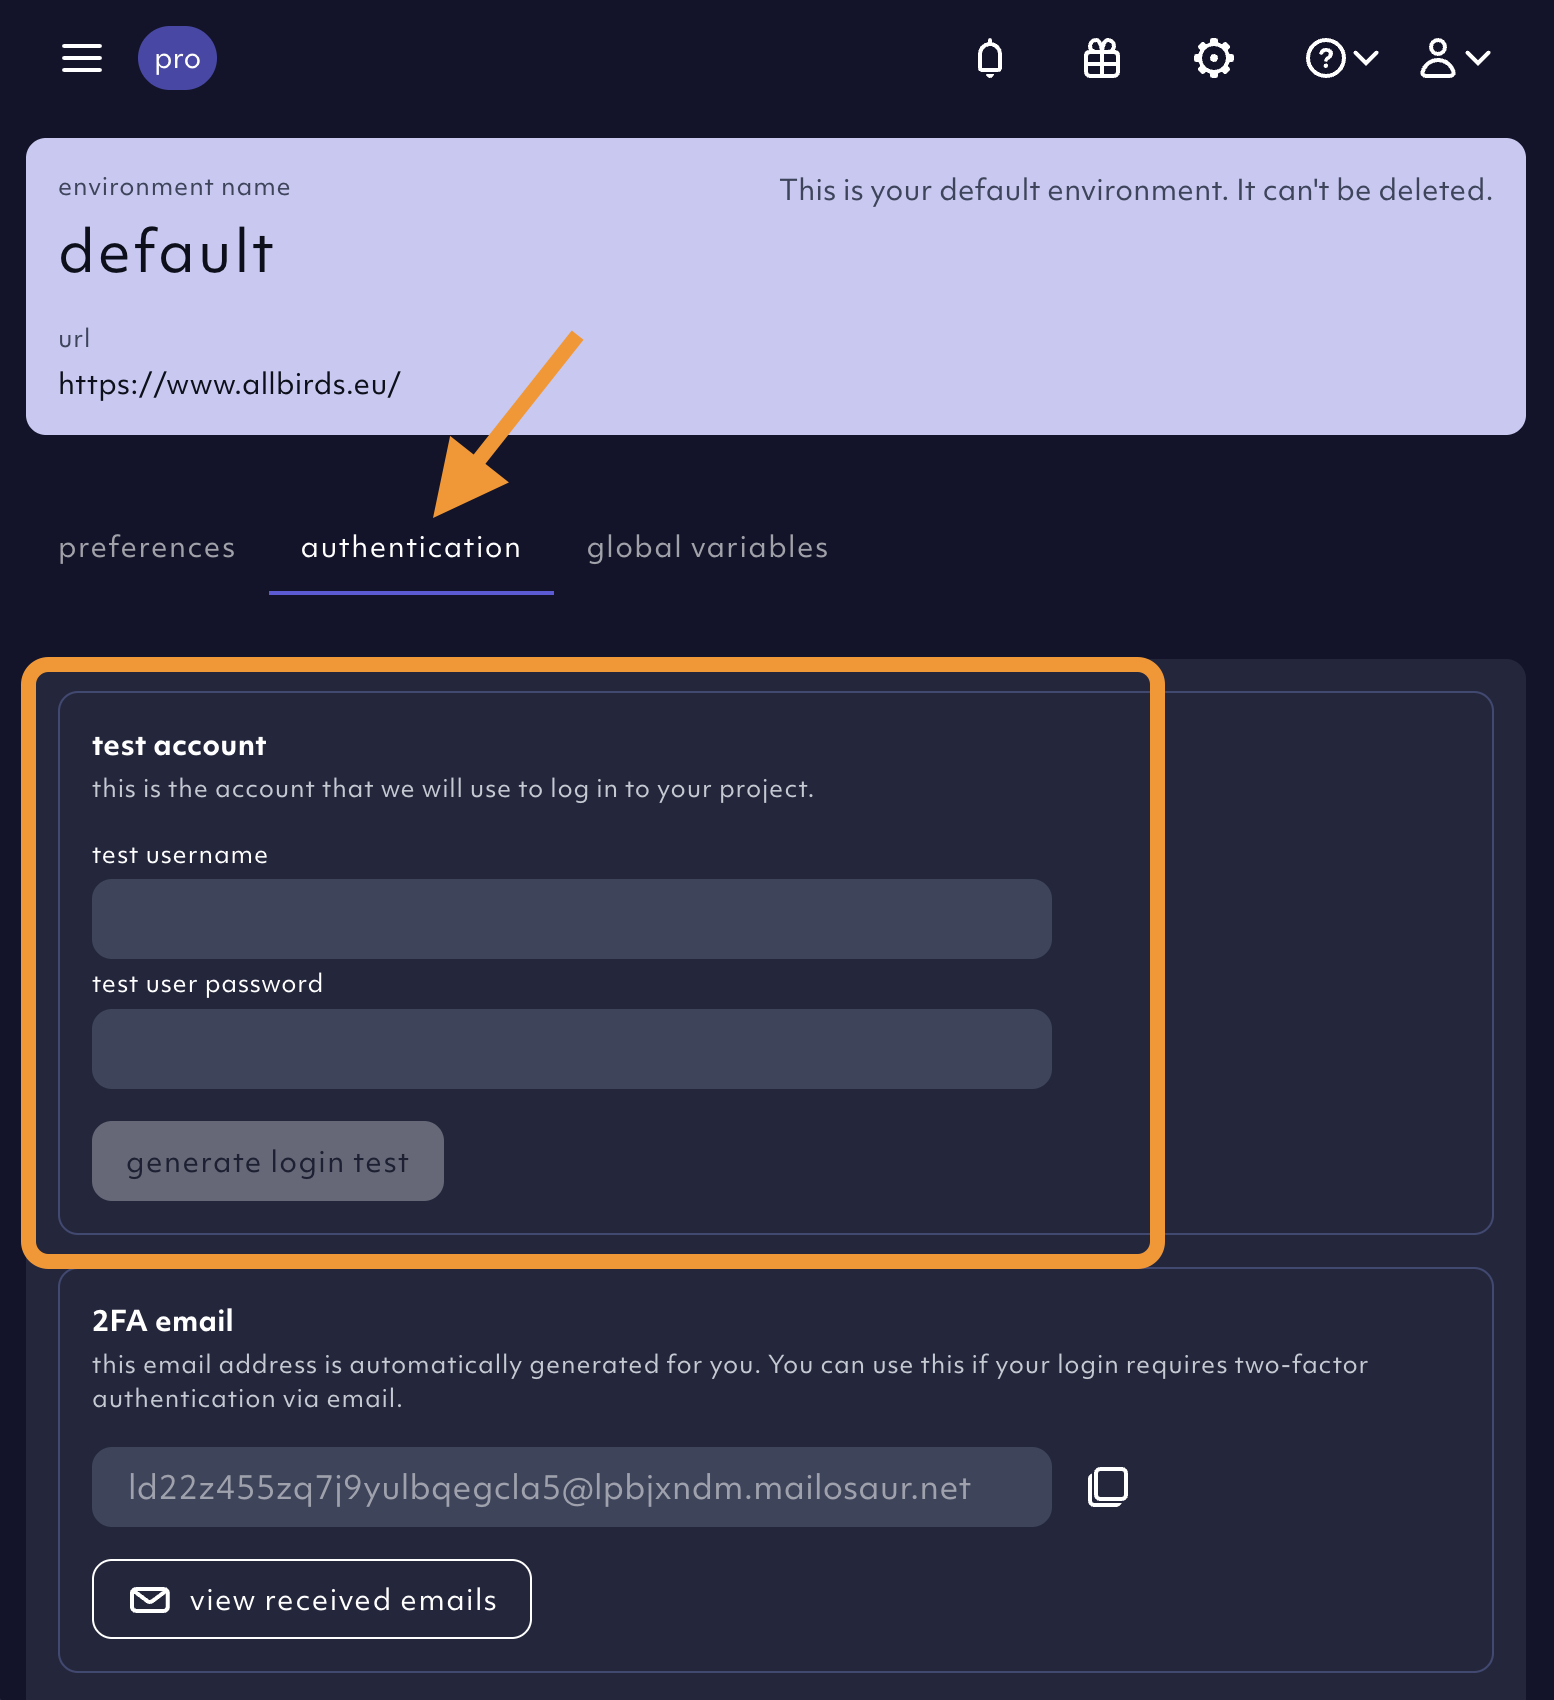 pro
environment name
This is your default environment. It can't be deleted.
default
url
https://www.allbirds.eu/
preferences
authentication
global variables
test account
this is the account that we will use to log in to your project.
test username
test user password
generate login test
2FA email
this email address is automatically generated for you. You can use this if your login requires two-factor
authentication via email.
ld22z455zq7j9yulbqegcla5@lpbjxndm.mailosaur.net
view received emails